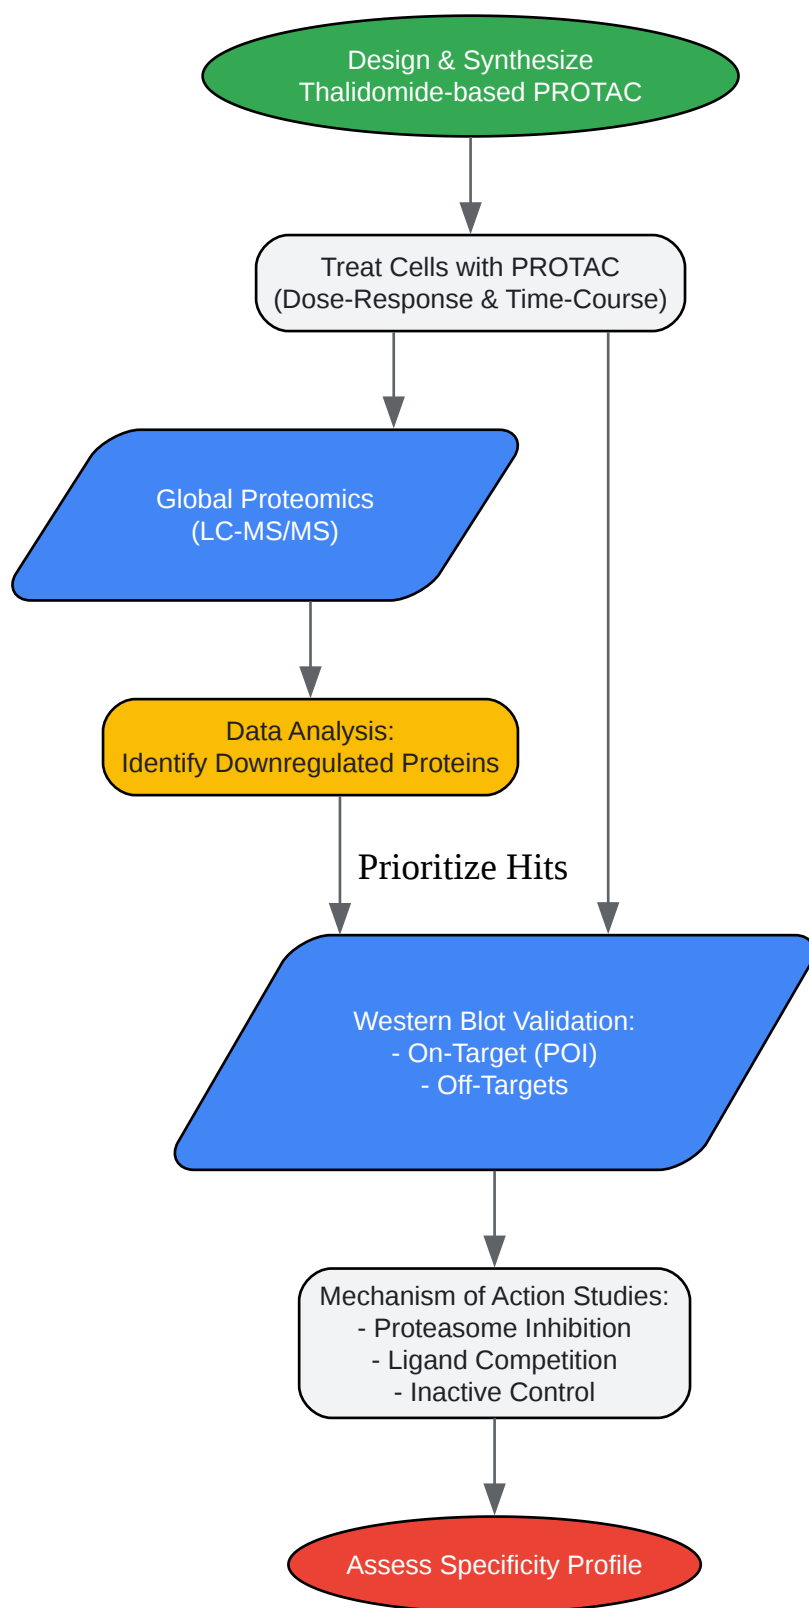 Design & Synthesize
Thalidomide-based PROTAC
Treat Cells with PROTAC
(Dose-Response & Time-Course)
Global Proteomics
(LC-MS/MS)
Data Analysis:
Identify Downregulated Proteins
Prioritize Hits
Western Blot Validation:
- On-Target (POI)
- Off-Targets
Mechanism of Action Studies:
- Proteasome Inhibition
- Ligand Competition
- Inactive Control
Assess Specificity Profile